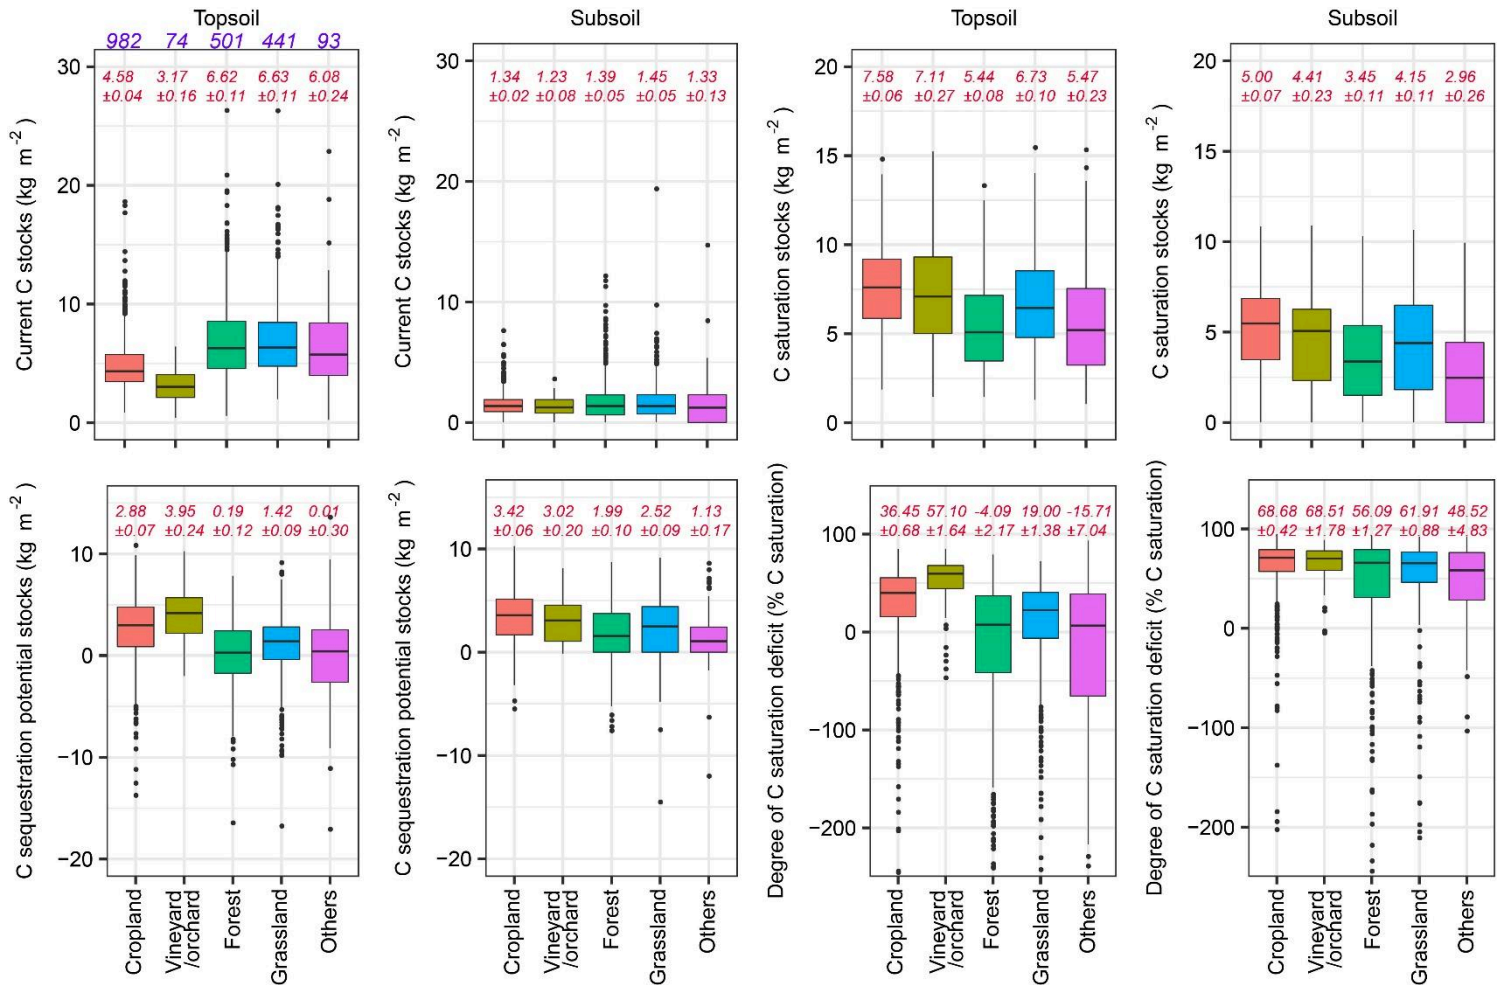 Topsoil
Subsoil
Topsoil
Subsoil
982 74 501 441 93
Current C stocks (kg m⁻²)
30
20
10
0
4.58 3.17 6.62 6.63 6.08
±0.04 ±0.16 ±0.11 ±0.11 ±0.24
Current C stocks (kg m⁻²)
30
20
10
0
1.34 1.23 1.39 1.45 1.33
±0.02 ±0.08 ±0.05 ±0.05 ±0.13
C saturation stocks (kg m⁻²)
20
15
10
5
0
7.58 7.11 5.44 6.73 5.47
±0.06 ±0.27 ±0.08 ±0.10 ±0.23
C saturation stocks (kg m⁻²)
20
15
10
5
0
5.00 4.41 3.45 4.15 2.96
±0.07 ±0.23 ±0.11 ±0.11 ±0.26
C sequestration potential stocks (kg m⁻²)
10
0
−10
−20
2.88 3.95 0.19 1.42 0.01
±0.07 ±0.24 ±0.12 ±0.09 ±0.30
Cropland
Vineyard
/orchard
Forest
Grassland
Others
C sequestration potential stocks (kg m⁻²)
10
0
−10
−20
3.42 3.02 1.99 2.52 1.13
±0.06 ±0.20 ±0.10 ±0.09 ±0.17
Cropland
Vineyard
/orchard
Forest
Grassland
Others
Degree of C saturation deficit (% C saturation)
100
0
−100
−200
36.45 57.10 -4.09 19.00 -15.71
±0.68 ±1.64 ±2.17 ±1.38 ±7.04
Cropland
Vineyard
/orchard
Forest
Grassland
Others
Degree of C saturation deficit (% C saturation)
100
0
−100
−200
68.68 68.51 56.09 61.91 48.52
±0.42 ±1.78 ±1.27 ±0.88 ±4.83
Cropland
Vineyard
/orchard
Forest
Grassland
Others